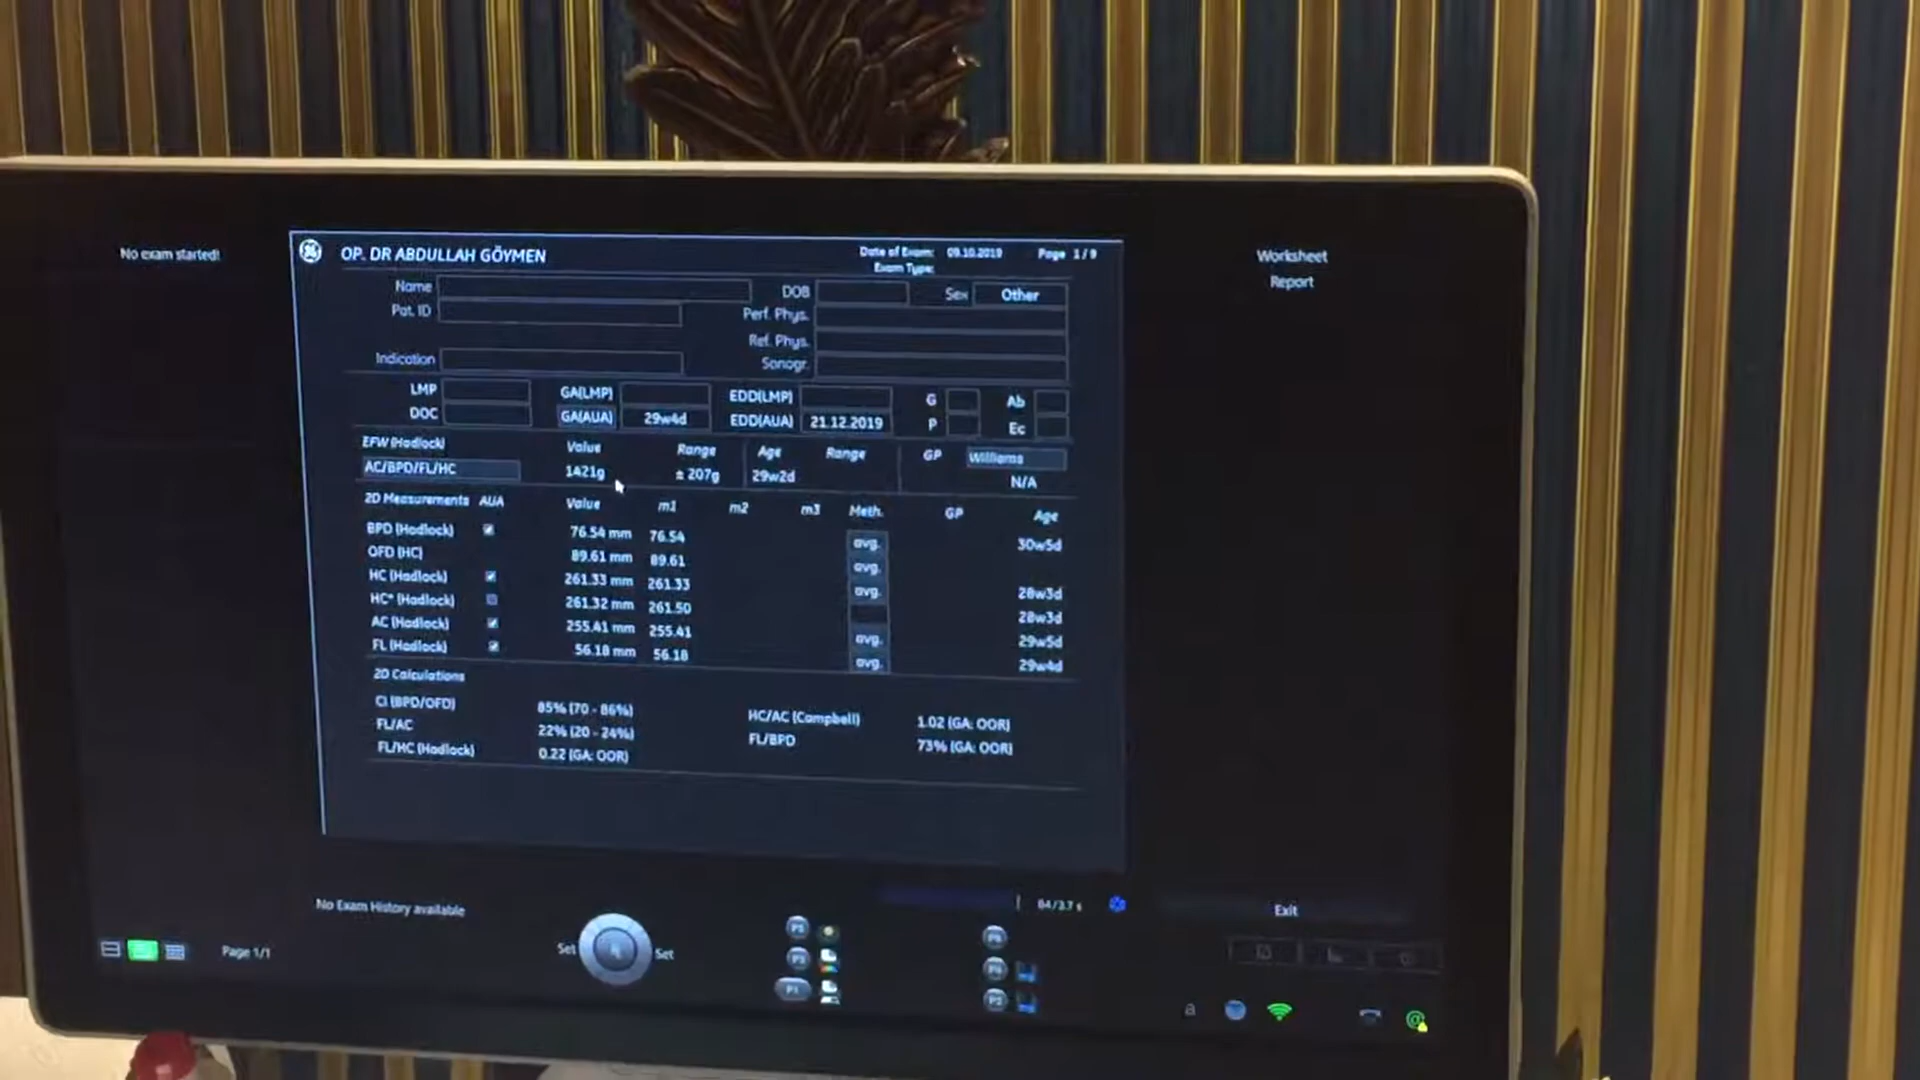 No exam started!
Worksheet
Report
OP. DR ABDULLAH GÖYMEN
Date of Exam: 09.10.2019 Page 1/9
Exam Type:
Name DOB Sex Other
Pat. ID Perf. Phys.
Ref. Phys.
Indication Sonogr.
LMP GA(LMP) EDD(LMP) G Ab
DOC GA(AUA) 29w4d EDD(AUA) 21.12.2019 P Ec
EFW (Hadlock) Value Range Age Range GP Williams
AC/BPD/FL/HC 1421g ± 207g 29w2d N/A
2D Measurements AUA Value m1 m2 m3 Meth. GP Age
BPD (Hadlock) 76.54 mm 76.54 avg. 30w5d
OFD (HC) 89.61 mm 89.61 avg.
HC (Hadlock) 261.33 mm 261.33 avg. 28w3d
HC* (Hadlock) 261.32 mm 261.50 28w3d
AC (Hadlock) 255.41 mm 255.41 avg. 29w5d
FL (Hadlock) 56.18 mm 56.18 avg. 29w4d
2D Calculations
CI (BPD/OFD) 85% (70 - 86%) HC/AC (Campbell) 1.02 (GA: OOR)
FL/AC 22% (20 - 24%) FL/BPD 73% (GA: OOR)
FL/HC (Hadlock) 0.22 (GA: OOR)
No Exam History available
Exit
Page 1/1
Set Set
P1
a